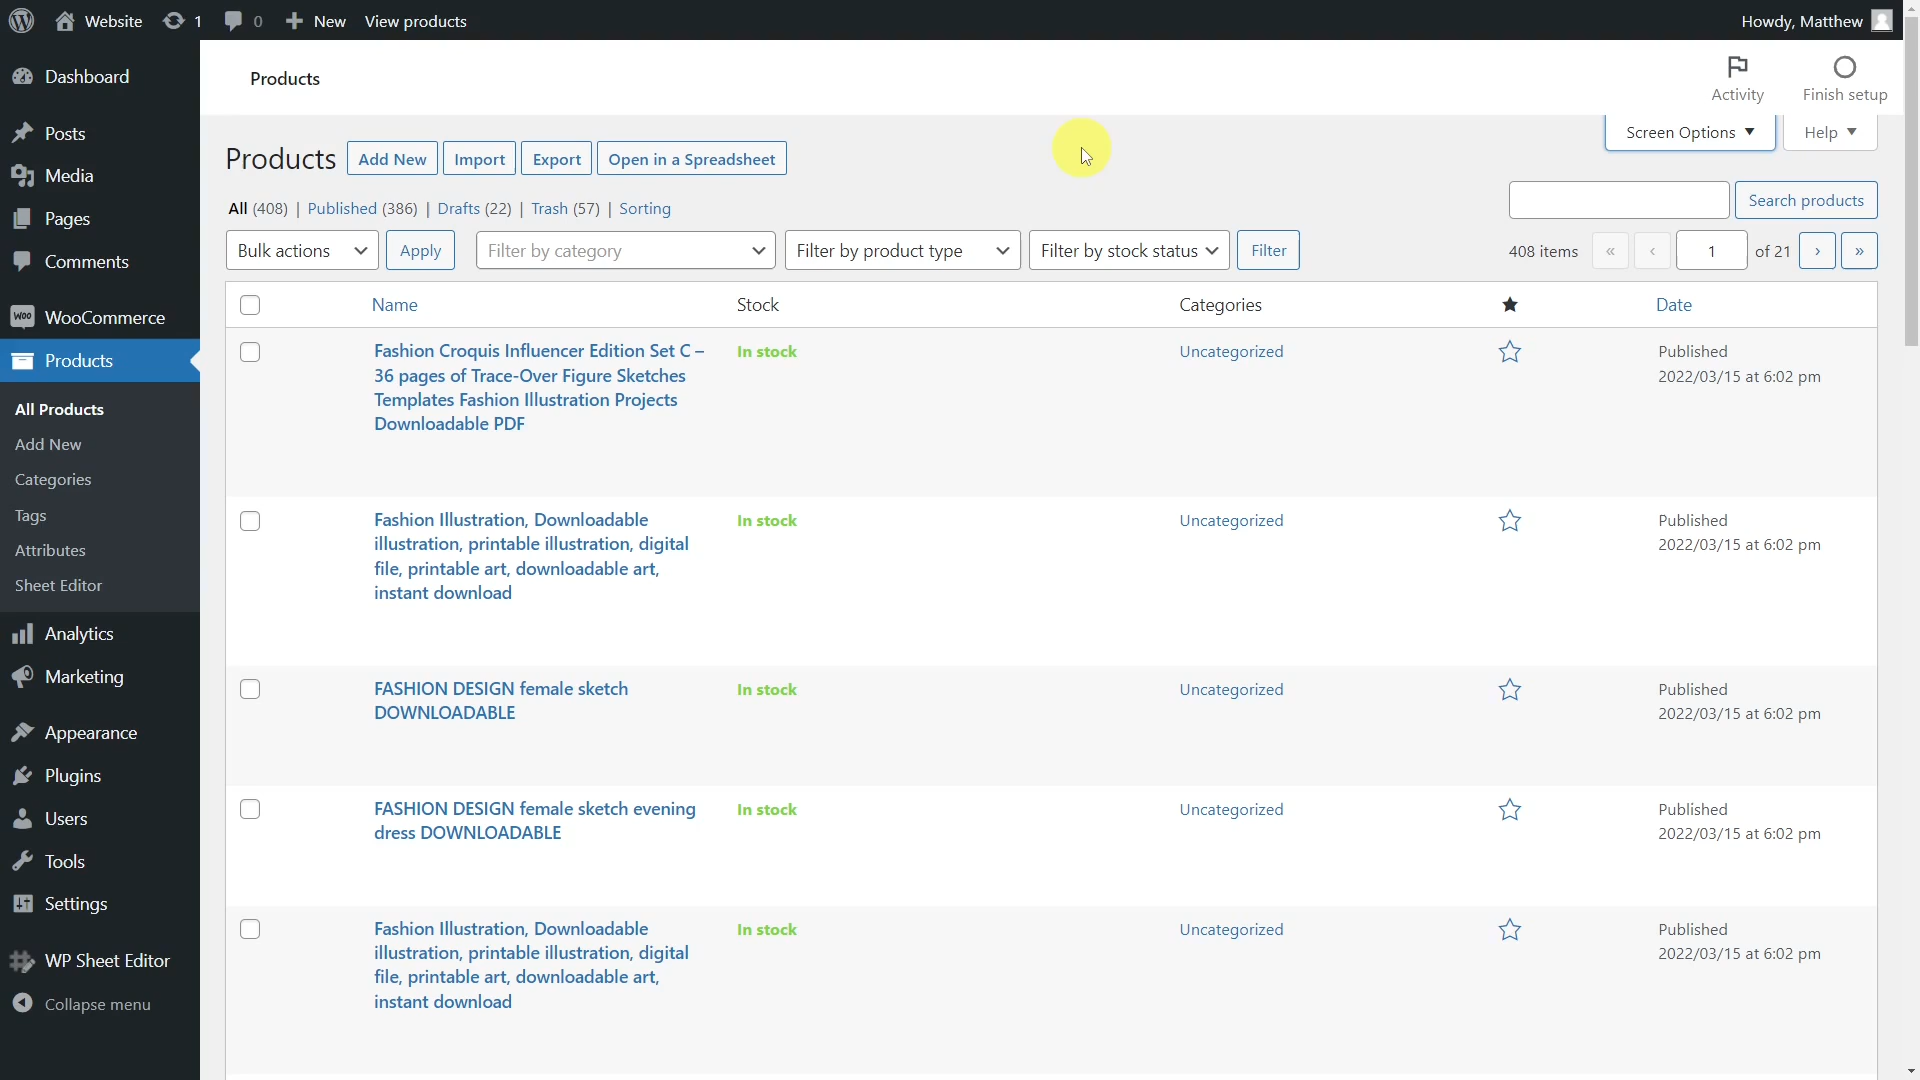 Website 1 0 New View products Howdy, Matthew
Dashboard
Posts
Media
Pages
Comments
WooCommerce
Products
All Products
Add New
Categories
Tags
Attributes
Sheet Editor
Analytics
Marketing
Appearance
Plugins
Users
Tools
Settings
WP Sheet Editor
Collapse menu
Products
Activity
Finish setup
Screen Options
Help
Products Add New Import Export Open in a Spreadsheet
All (408) | Published (386) | Drafts (22) | Trash (57) | Sorting
Search products
Bulk actions Apply Filter by category Filter by product type Filter by stock status Filter 408 items « ‹ 1 of 21 › »
Name Stock Categories Date
Fashion Croquis Influencer Edition Set C – In stock Uncategorized Published
36 pages of Trace-Over Figure Sketches 2022/03/15 at 6:02 pm
Templates Fashion Illustration Projects
Downloadable PDF
Fashion Illustration, Downloadable In stock Uncategorized Published
illustration, printable illustration, digital 2022/03/15 at 6:02 pm
file, printable art, downloadable art,
instant download
FASHION DESIGN female sketch In stock Uncategorized Published
DOWNLOADABLE 2022/03/15 at 6:02 pm
FASHION DESIGN female sketch evening In stock Uncategorized Published
dress DOWNLOADABLE 2022/03/15 at 6:02 pm
Fashion Illustration, Downloadable In stock Uncategorized Published
illustration, printable illustration, digital 2022/03/15 at 6:02 pm
file, printable art, downloadable art,
instant download